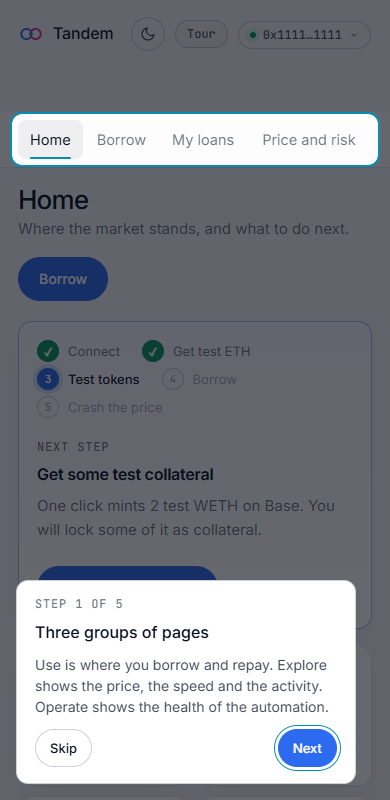 Tandem
Tour
0x1111…1111
Home
Borrow
My loans
Price and risk
Home
Where the market stands, and what to do next.
Borrow
Connect
Get test ETH
3
Test tokens
4
Borrow
5
Crash the price
NEXT STEP
Get some test collateral
One click mints 2 test WETH on Base. You
will lock some of it as collateral.
STEP 1 OF 5
Three groups of pages
Use is where you borrow and repay. Explore
shows the price, the speed and the activity.
Operate shows the health of the automation.
Skip
Next